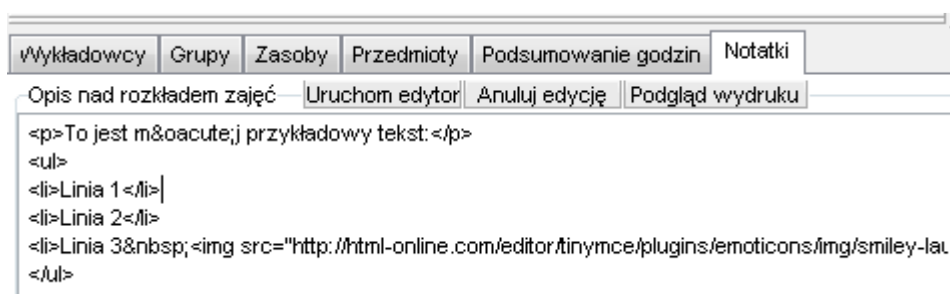 Wykładowcy Grupy Zasoby Przedmioty Podsumowanie godzin Notatki
Opis nad rozkładem zajęć Uruchom edytor Anuluj edycję Podgląd wydruku
<p>To jest m&oacute;j przykładowy tekst:</p>
<ul>
<li>Linia 1</li>
<li>Linia 2</li>
<li>Linia 3&nbsp;<img src="http://html-online.com/editor/tinymce/plugins/emoticons/img/smiley-lau
</ul>